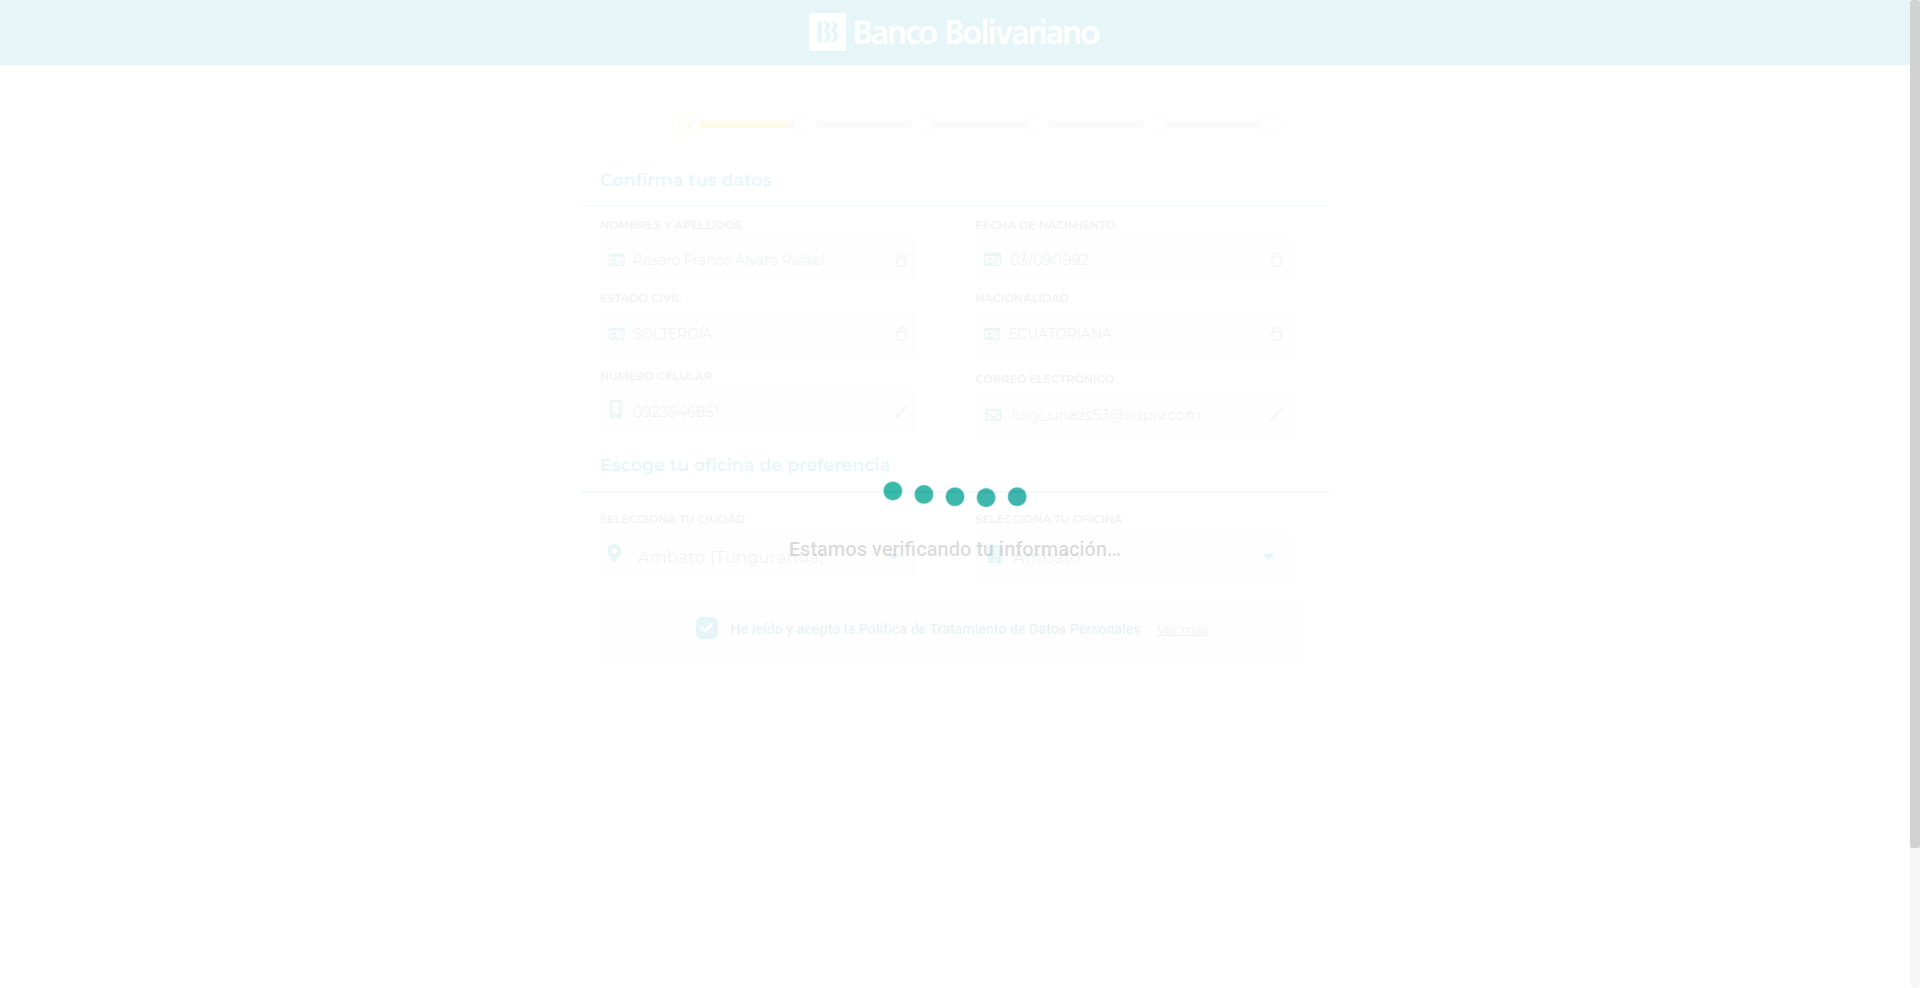 Banco Bolivariano
Confirma tus datos
NOMBRES Y APELLIDOS
FECHA DE NACIMIENTO
Rosero Franco Alvaro Rafael
03/09/1992
ESTADO CIVIL
NACIONALIDAD
SOLTERO/A
ECUATORIANA
NÚMERO CELULAR
CORREO ELECTRÓNICO
0923546851
luxy_unazs53@xupiv.com
Escoge tu oficina de preferencia
SELECCIONA TU CIUDAD
SELECCIONA TU OFICINA
Estamos verificando tu información...
Ambato (Tungurahua)
Ambato
He leído y acepto la Política de Tratamiento de Datos Personales Ver más